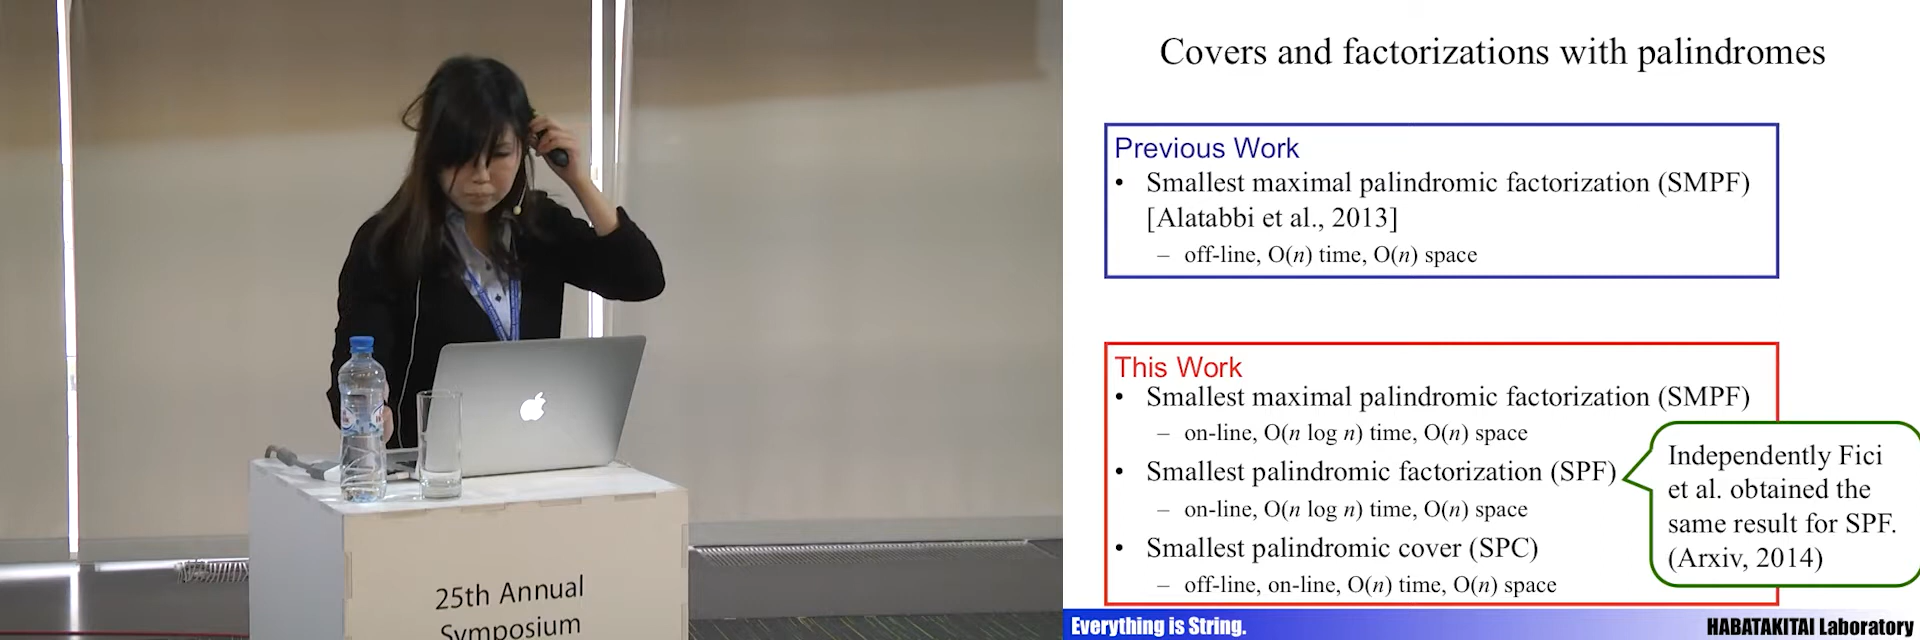 25th Annual
Symposium
Covers and factorizations with palindromes
Previous Work
• Smallest maximal palindromic factorization (SMPF)
[Alatabbi et al., 2013]
– off-line, O(n) time, O(n) space
This Work
• Smallest maximal palindromic factorization (SMPF)
– on-line, O(n log n) time, O(n) space
• Smallest palindromic factorization (SPF)
– on-line, O(n log n) time, O(n) space
• Smallest palindromic cover (SPC)
– off-line, on-line, O(n) time, O(n) space
Independently Fici
et al. obtained the
same result for SPF.
(Arxiv, 2014)
Everything is String.
HABATAKITAI Laboratory